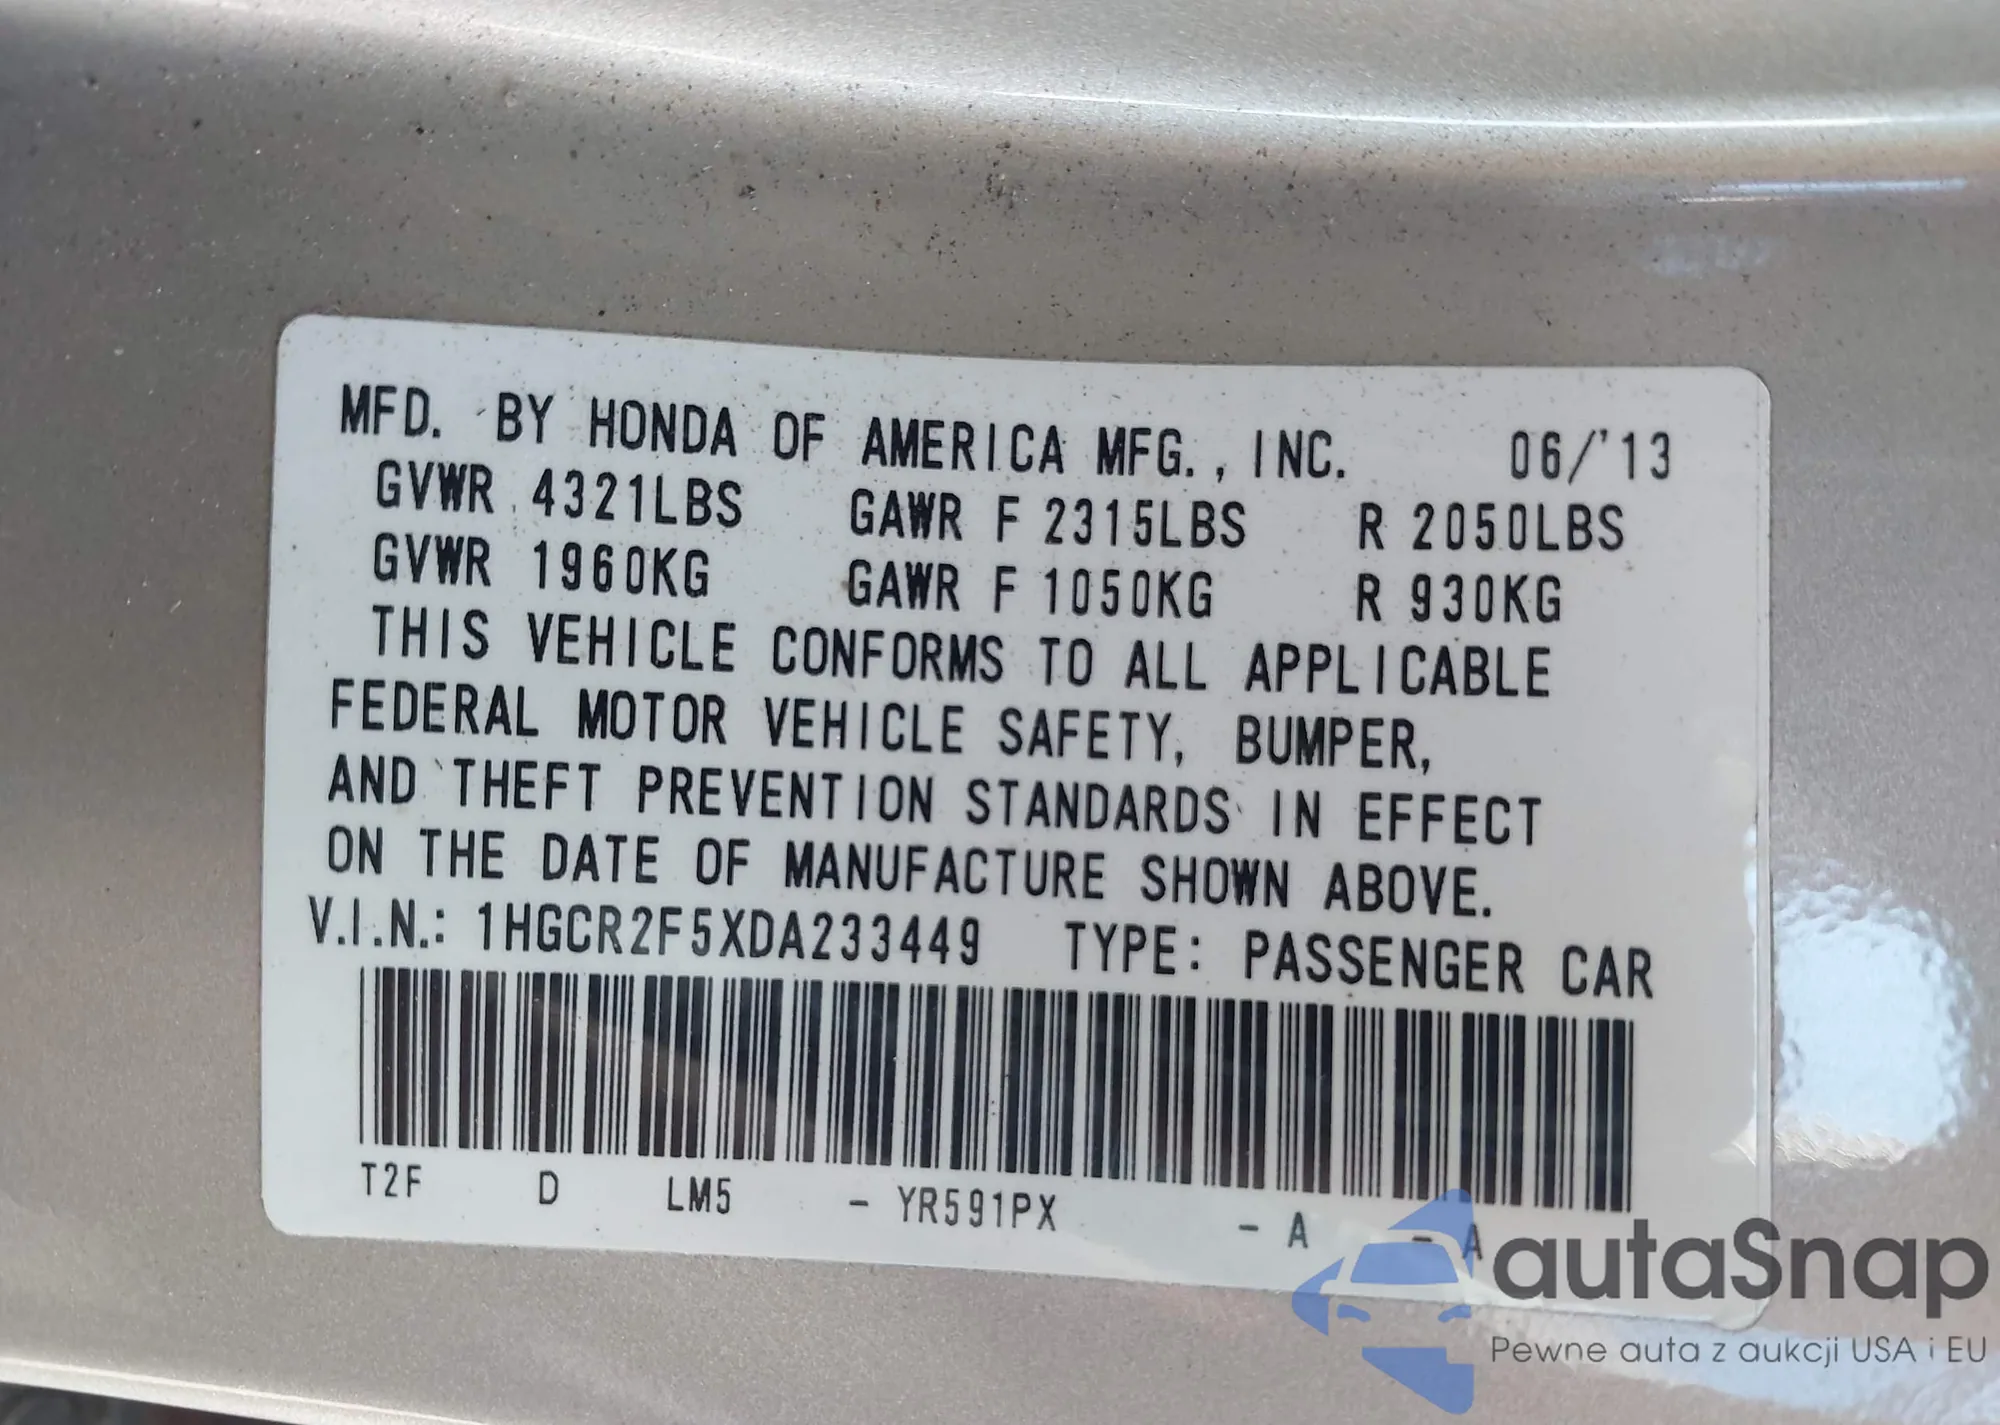 MFD. BY HONDA OF AMERICA MFG., INC. 06/'13
GVWR 4321LBS GAWR F 2315LBS R 2050LBS
GVWR 1960KG GAWR F 1050KG R 930KG
THIS VEHICLE CONFORMS TO ALL APPLICABLE
FEDERAL MOTOR VEHICLE SAFETY, BUMPER,
AND THEFT PREVENTION STANDARDS IN EFFECT
ON THE DATE OF MANUFACTURE SHOWN ABOVE.
V.I.N.: 1HGCR2F5XDA233449 TYPE: PASSENGER CAR
T2F D LM5 - YR591PX - A - A
autaSnap
Pewne auta z aukcji USA i EU